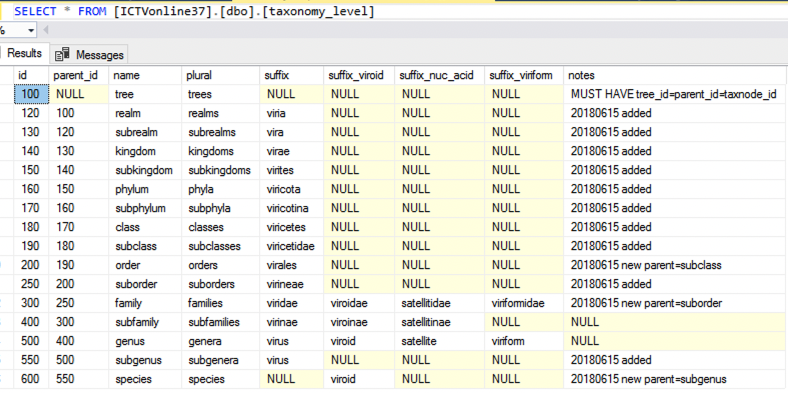 SELECT * FROM [ICTVonline37].[dbo].[taxonomy_level]
%
Results Messages
id parent_id name plural suffix suffix_viroid suffix_nuc_acid suffix_viriform notes
100 NULL tree trees NULL NULL NULL NULL MUST HAVE tree_id=parent_id=taxnode_id
120 100 realm realms viria NULL NULL NULL 20180615 added
130 120 subrealm subrealms vira NULL NULL NULL 20180615 added
140 130 kingdom kingdoms virae NULL NULL NULL 20180615 added
150 140 subkingdom subkingdoms virites NULL NULL NULL 20180615 added
160 150 phylum phyla viricota NULL NULL NULL 20180615 added
170 160 subphylum subphyla viricotina NULL NULL NULL 20180615 added
180 170 class classes viricetes NULL NULL NULL 20180615 added
190 180 subclass subclasses viricetidae NULL NULL NULL 20180615 added
200 190 order orders virales NULL NULL NULL 20180615 new parent=subclass
250 200 suborder suborders virineae NULL NULL NULL 20180615 added
300 250 family families viridae viroidae satellitidae viriformidae 20180615 new parent=suborder
400 300 subfamily subfamilies virinae viroinae satellitinae NULL NULL
500 400 genus genera virus viroid satellite viriform NULL
550 500 subgenus subgenera virus NULL NULL NULL 20180615 added
600 550 species species NULL viroid NULL NULL 20180615 new parent=subgenus